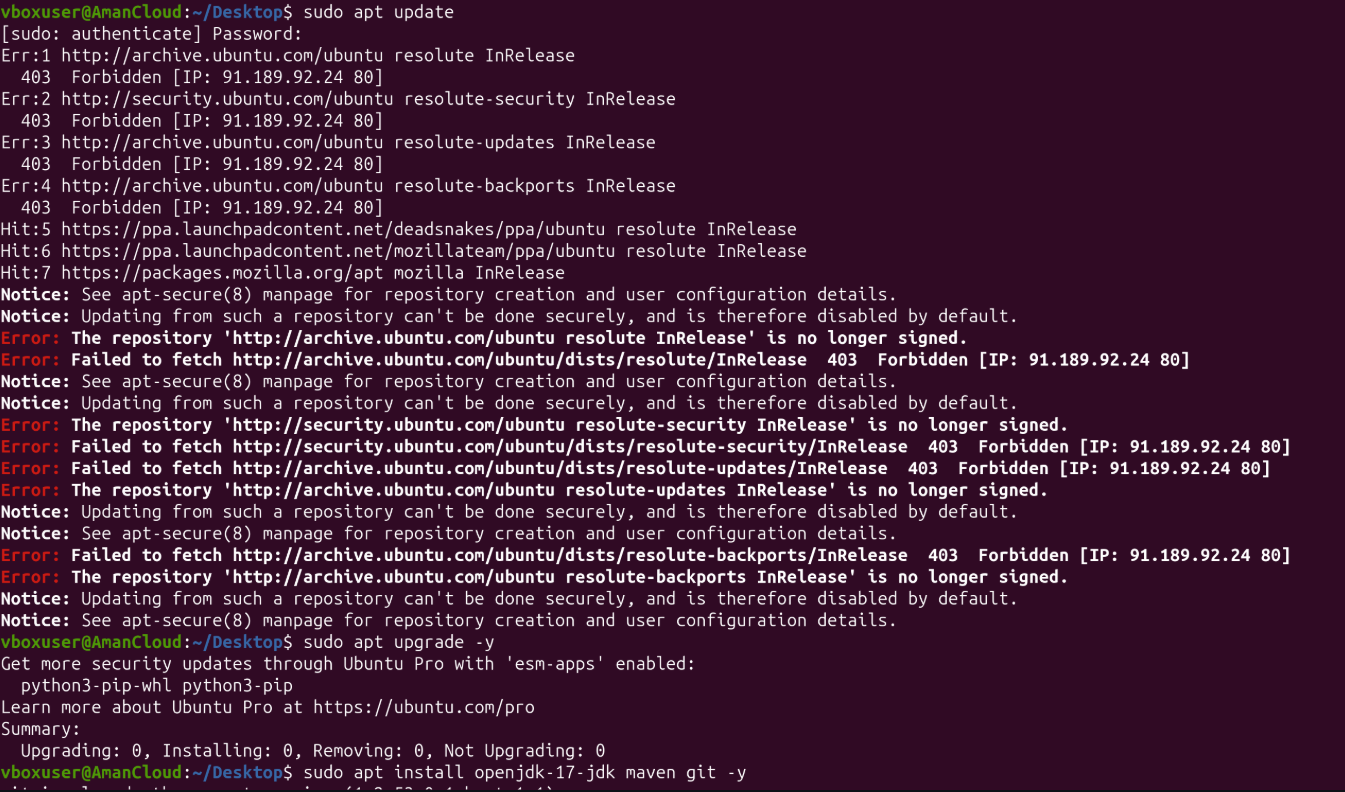 vboxuser@AmanCloud:~/Desktop$ sudo apt update
[sudo: authenticate] Password:
Err:1 http://archive.ubuntu.com/ubuntu resolute InRelease
  403  Forbidden [IP: 91.189.92.24 80]
Err:2 http://security.ubuntu.com/ubuntu resolute-security InRelease
  403  Forbidden [IP: 91.189.92.24 80]
Err:3 http://archive.ubuntu.com/ubuntu resolute-updates InRelease
  403  Forbidden [IP: 91.189.92.24 80]
Err:4 http://archive.ubuntu.com/ubuntu resolute-backports InRelease
  403  Forbidden [IP: 91.189.92.24 80]
Hit:5 https://ppa.launchpadcontent.net/deadsnakes/ppa/ubuntu resolute InRelease
Hit:6 https://ppa.launchpadcontent.net/mozillateam/ppa/ubuntu resolute InRelease
Hit:7 https://packages.mozilla.org/apt mozilla InRelease
Notice: See apt-secure(8) manpage for repository creation and user configuration details.
Notice: Updating from such a repository can't be done securely, and is therefore disabled by default.
Error: The repository 'http://archive.ubuntu.com/ubuntu resolute InRelease' is no longer signed.
Error: Failed to fetch http://archive.ubuntu.com/ubuntu/dists/resolute/InRelease  403  Forbidden [IP: 91.189.92.24 80]
Notice: See apt-secure(8) manpage for repository creation and user configuration details.
Notice: Updating from such a repository can't be done securely, and is therefore disabled by default.
Error: The repository 'http://security.ubuntu.com/ubuntu resolute-security InRelease' is no longer signed.
Error: Failed to fetch http://security.ubuntu.com/ubuntu/dists/resolute-security/InRelease  403  Forbidden [IP: 91.189.92.24 80]
Error: Failed to fetch http://archive.ubuntu.com/ubuntu/dists/resolute-updates/InRelease  403  Forbidden [IP: 91.189.92.24 80]
Error: The repository 'http://archive.ubuntu.com/ubuntu resolute-updates InRelease' is no longer signed.
Notice: Updating from such a repository can't be done securely, and is therefore disabled by default.
Notice: See apt-secure(8) manpage for repository creation and user configuration details.
Error: Failed to fetch http://archive.ubuntu.com/ubuntu/dists/resolute-backports/InRelease  403  Forbidden [IP: 91.189.92.24 80]
Error: The repository 'http://archive.ubuntu.com/ubuntu resolute-backports InRelease' is no longer signed.
Notice: Updating from such a repository can't be done securely, and is therefore disabled by default.
Notice: See apt-secure(8) manpage for repository creation and user configuration details.
vboxuser@AmanCloud:~/Desktop$ sudo apt upgrade -y
Get more security updates through Ubuntu Pro with 'esm-apps' enabled:
  python3-pip-whl python3-pip
Learn more about Ubuntu Pro at https://ubuntu.com/pro
Summary:
  Upgrading: 0, Installing: 0, Removing: 0, Not Upgrading: 0
vboxuser@AmanCloud:~/Desktop$ sudo apt install openjdk-17-jdk maven git -y